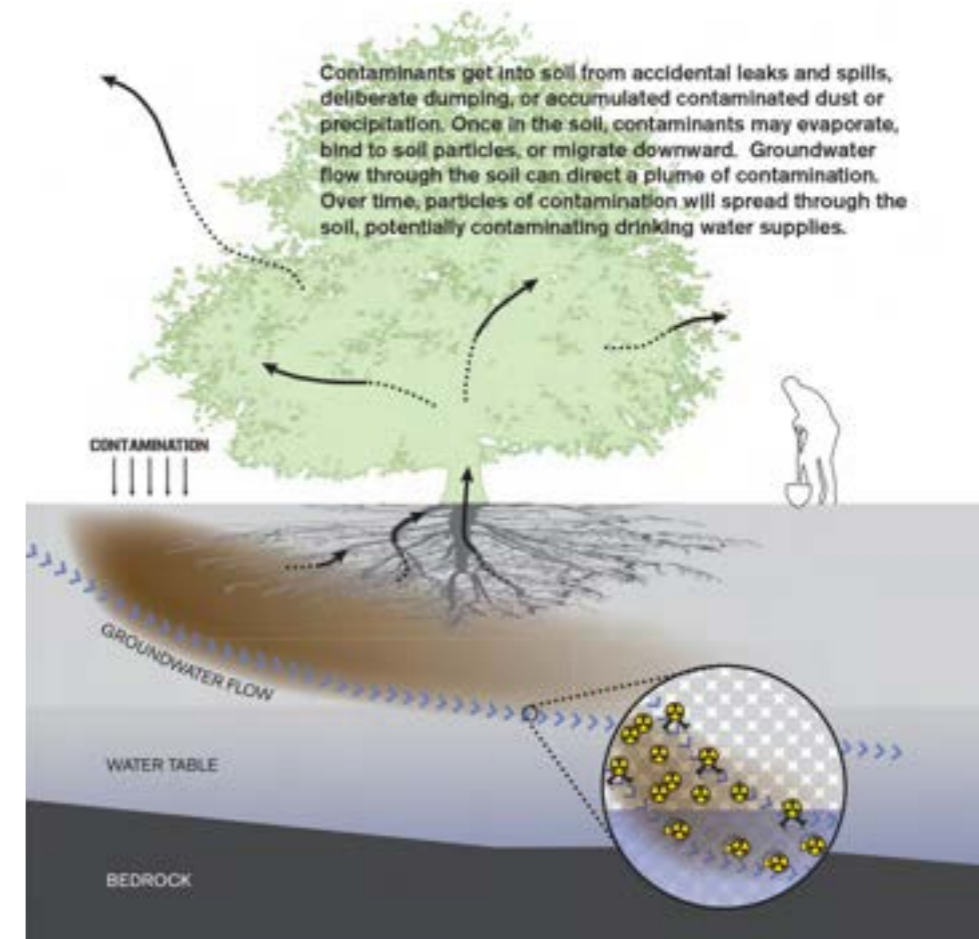 Contaminants get into soil from accidental leaks and spills,
deliberate dumping, or accumulated contaminated dust or
precipitation. Once in the soil, contaminants may evaporate,
bind to soil particles, or migrate downward. Groundwater
flow through the soil can direct a plume of contamination.
Over time, particles of contamination will spread through the
soil, potentially contaminating drinking water supplies.
CONTAMINATION
GROUNDWATER FLOW
WATER TABLE
BEDROCK